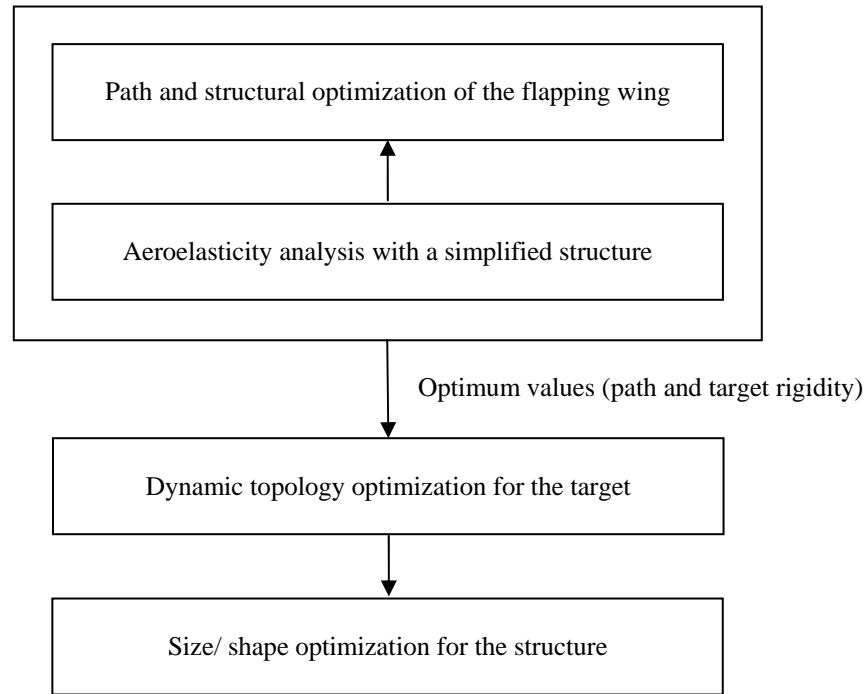 Path and structural optimization of the flapping wing
Aeroelasticity analysis with a simplified structure
Optimum values (path and target rigidity)
Dynamic topology optimization for the target
Size/ shape optimization for the structure